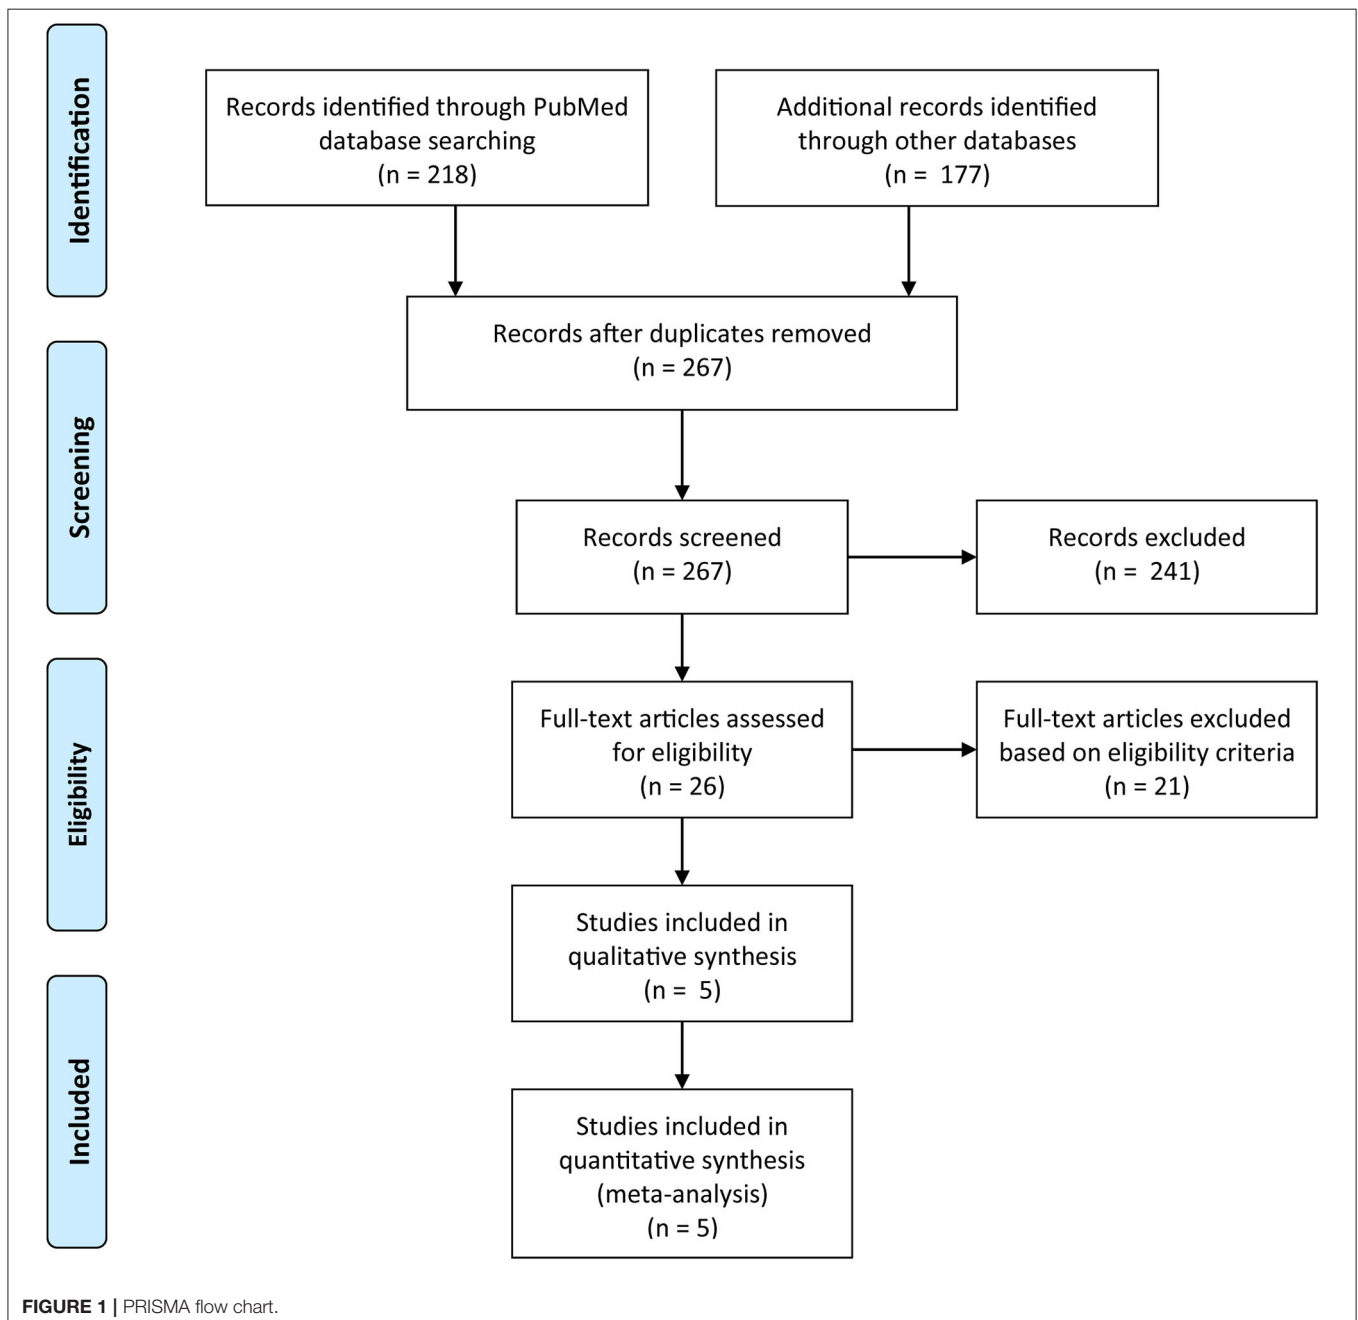 Identification
Records identified through PubMed
database searching
(n = 218)
Additional records identified
through other databases
(n =  177)
Records after duplicates removed
(n = 267)
Screening
Records screened
(n = 267)
Records excluded
(n =  241)
Eligibility
Full-text articles assessed
for eligibility
(n = 26)
Full-text articles excluded
based on eligibility criteria
(n = 21)
Studies included in
qualitative synthesis
(n =  5)
Included
Studies included in
quantitative synthesis
(meta-analysis)
(n = 5)
FIGURE 1 | PRISMA flow chart.